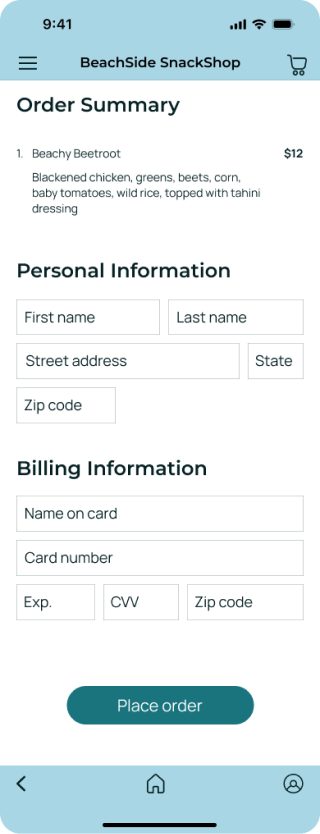 9:41
BeachSide SnackShop
Order Summary
1. Beachy Beetroot $12
Blackened chicken, greens, beets, corn,
baby tomatoes, wild rice, topped with tahini
dressing
Personal Information
First name Last name
Street address State
Zip code
Billing Information
Name on card
Card number
Exp. CVV Zip code
Place order